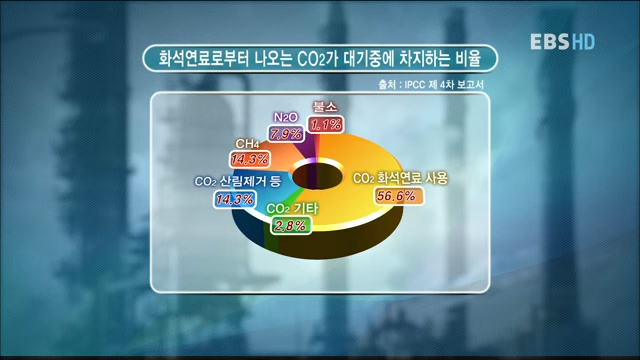 EBS HD
화석연료로부터 나오는 CO2가 대기중에 차지하는 비율
출처 : IPCC 제 4차 보고서
불소
1.1%
N2O
7.9%
CH4
14.3%
CO2 산림제거 등
14.3%
CO2 화석연료 사용
56.6%
CO2 기타
2.8%